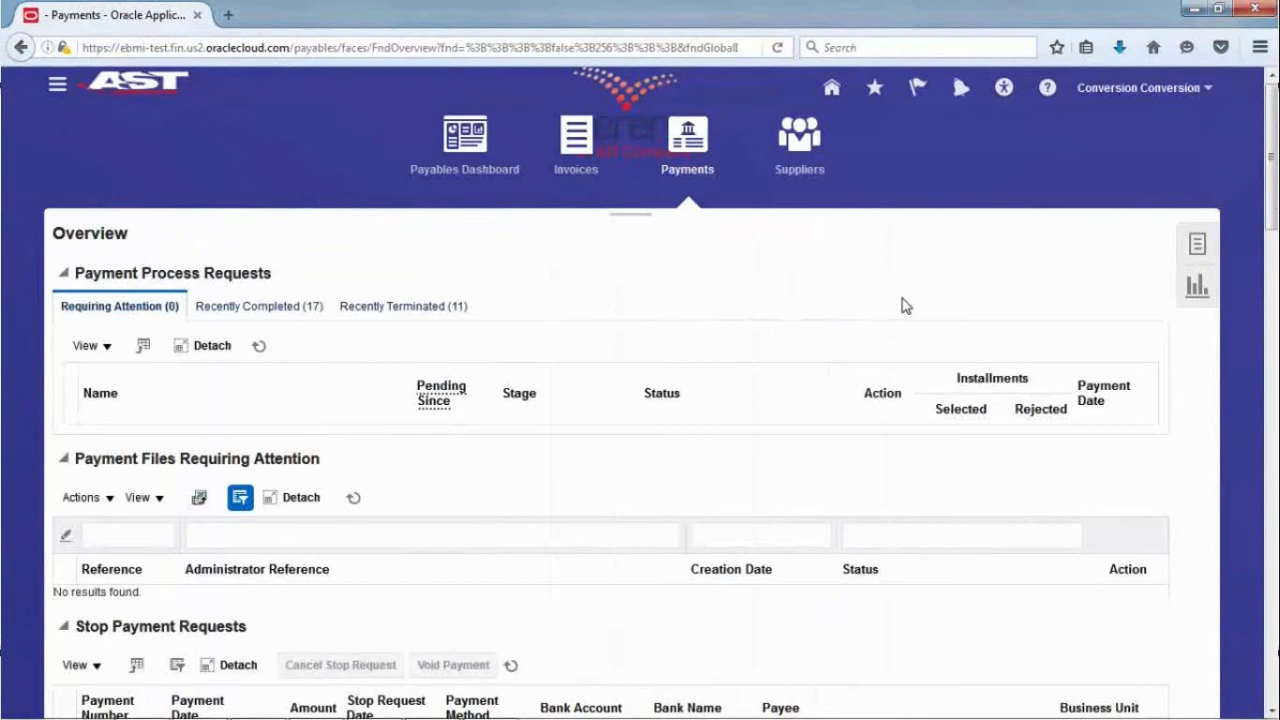 - Payments - Oracle Applic...
https://ebmi-test.fin.us2.oraclecloud.com/payables/faces/FndOverview?fnd=%3B%3B%3B%3Bfalse%3B256%3B%3B%3B&fndGlobalI
Search
AST
Conversion Conversion
Payables Dashboard
Invoices
Payments
Suppliers
Overview
Payment Process Requests
Requiring Attention (0)
Recently Completed (17)
Recently Terminated (11)
View
Detach
Name
Pending Since
Stage
Status
Action
Installments
Selected
Rejected
Payment Date
Payment Files Requiring Attention
Actions
View
Detach
Reference
Administrator Reference
Creation Date
Status
Action
No results found.
Stop Payment Requests
View
Detach
Cancel Stop Request
Void Payment
Payment Number
Payment Date
Amount
Stop Request Date
Payment Method
Bank Account
Bank Name
Payee
Business Unit